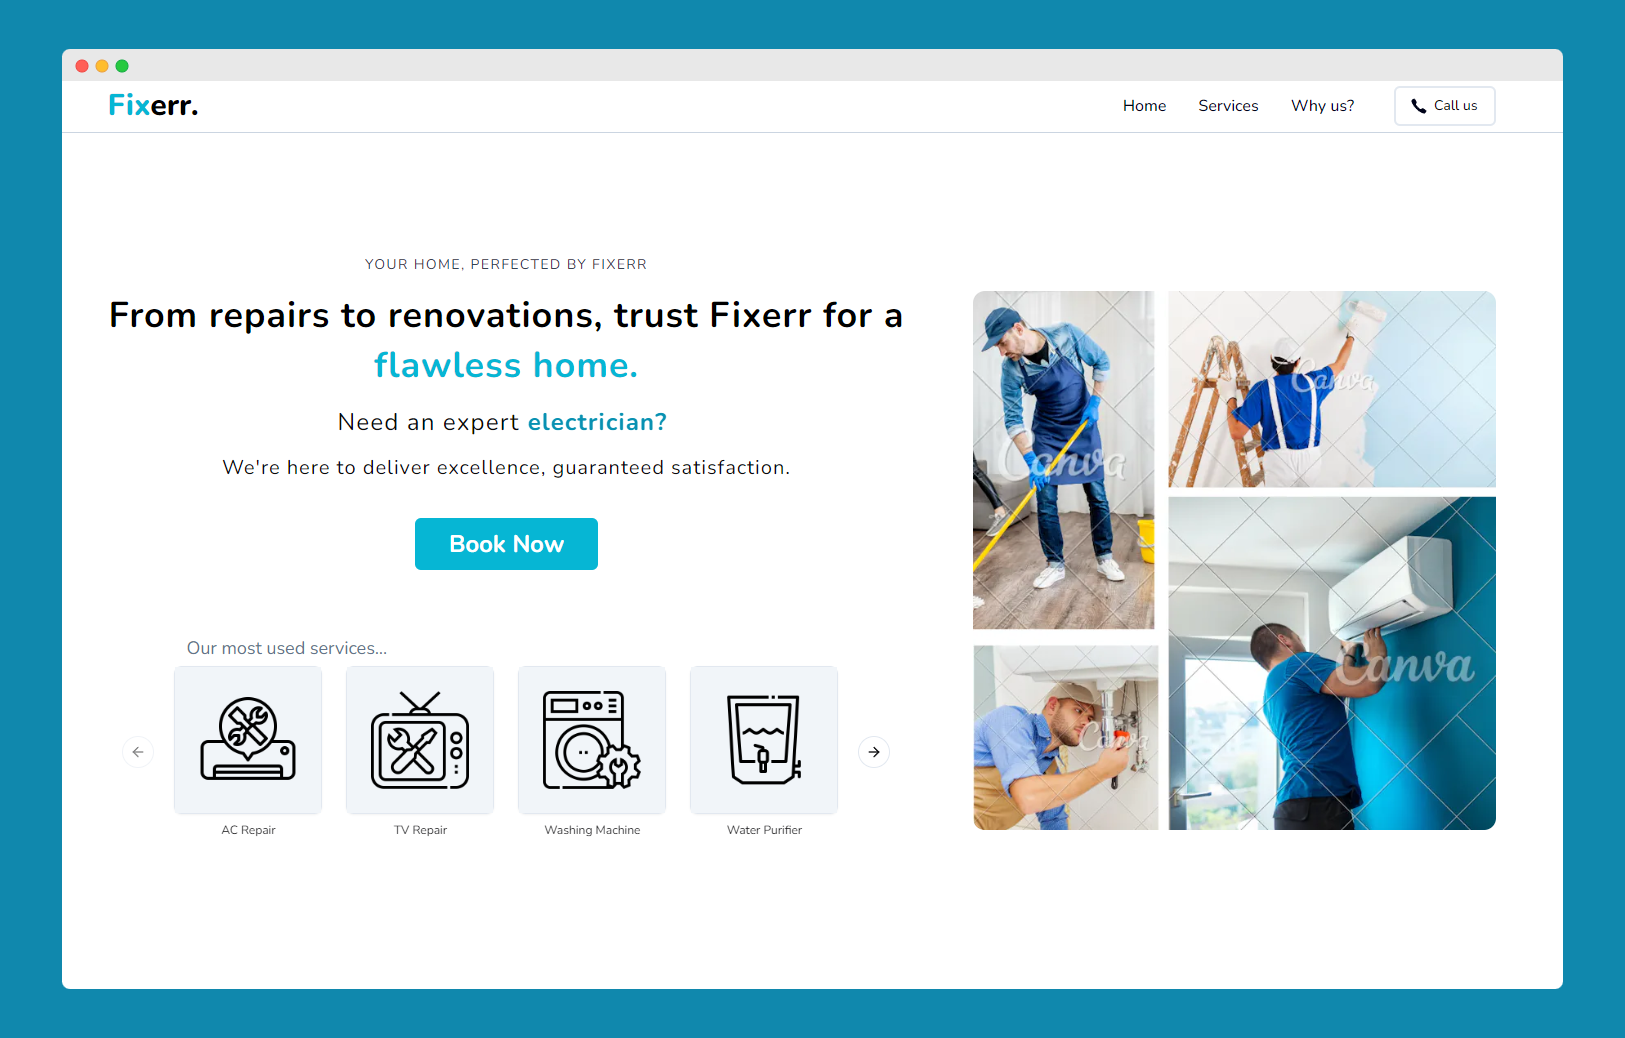 Fixerr.
Home
Services
Why us?
Call us
YOUR HOME, PERFECTED BY FIXERR
From repairs to renovations, trust Fixerr for a
flawless home.
Need an expert electrician?
We're here to deliver excellence, guaranteed satisfaction.
Book Now
Our most used services...
AC Repair
TV Repair
Washing Machine
Water Purifier
Canva
Canva
Canva
Canva